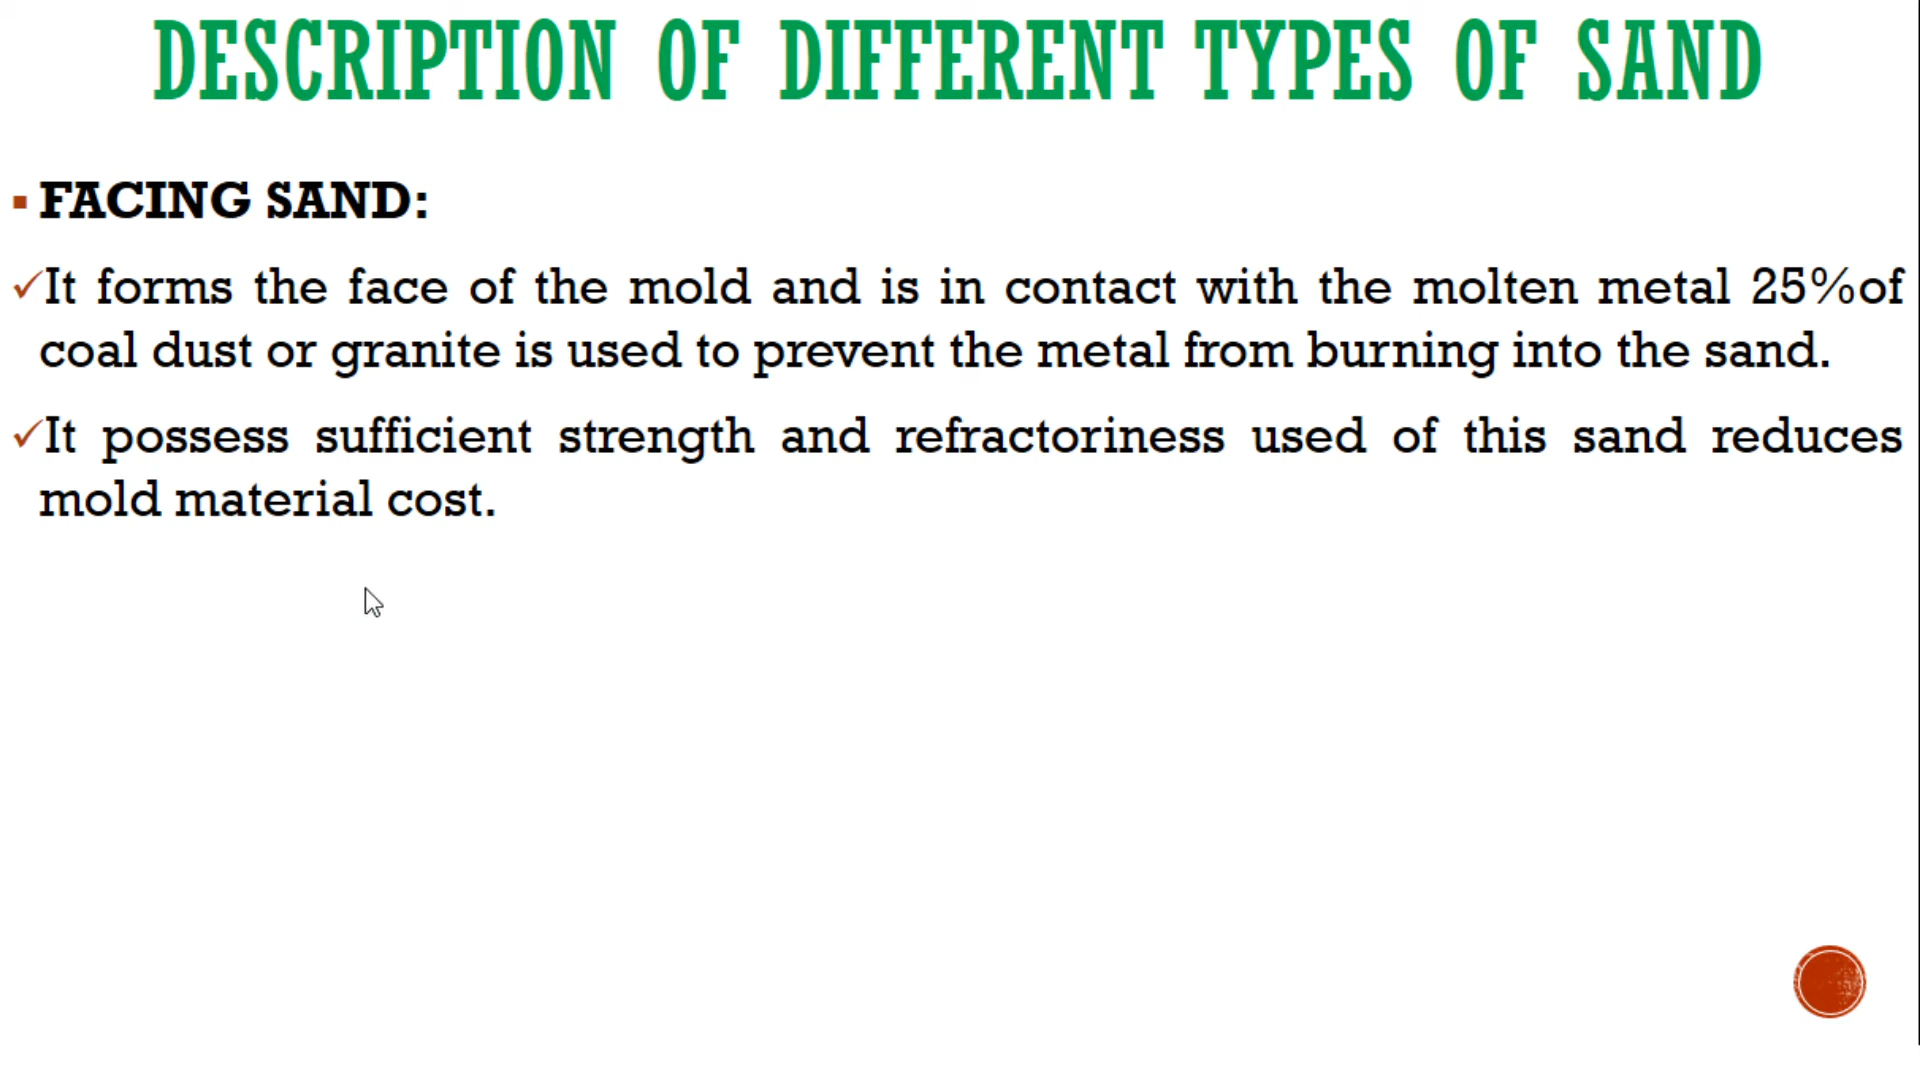 DESCRIPTION OF DIFFERENT TYPES OF SAND
▪ FACING SAND:
✓It forms the face of the mold and is in contact with the molten metal 25%of
coal dust or granite is used to prevent the metal from burning into the sand.
✓It possess sufficient strength and refractoriness used of this sand reduces
mold material cost.